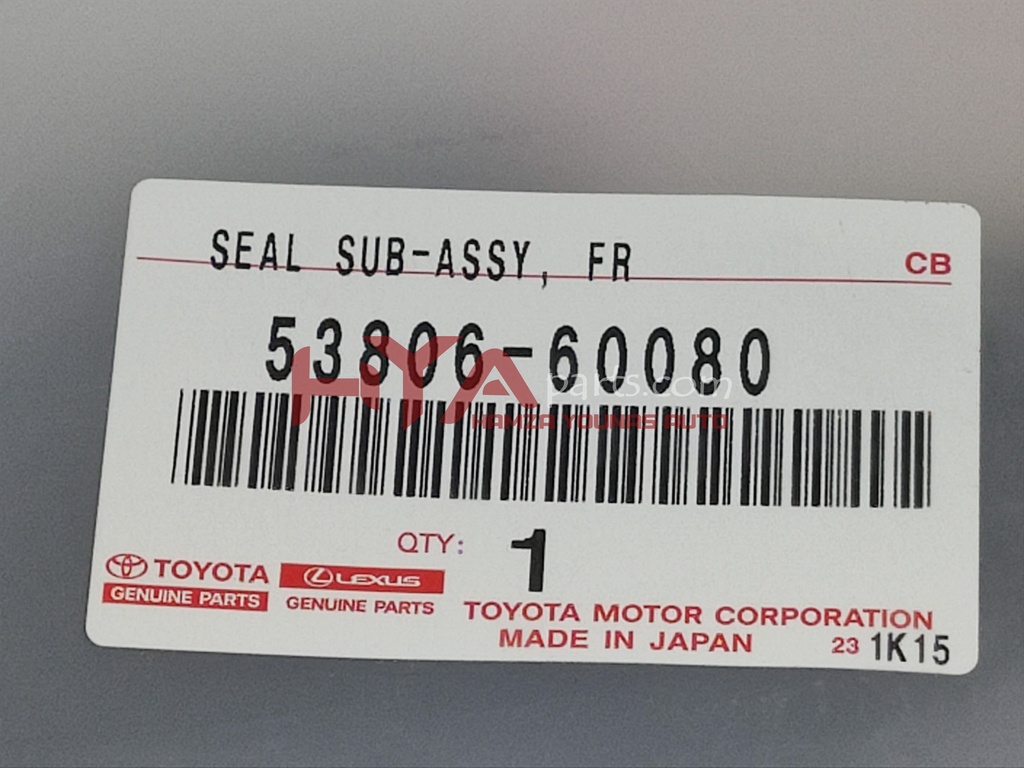 SEAL SUB-ASSY, FR
CB
53806-60080
HYA parts.com
HAMZA YOUNAS AUTO
QTY: 1
TOYOTA
GENUINE PARTS
LEXUS
GENUINE PARTS
TOYOTA MOTOR CORPORATION
MADE IN JAPAN
23 1K15